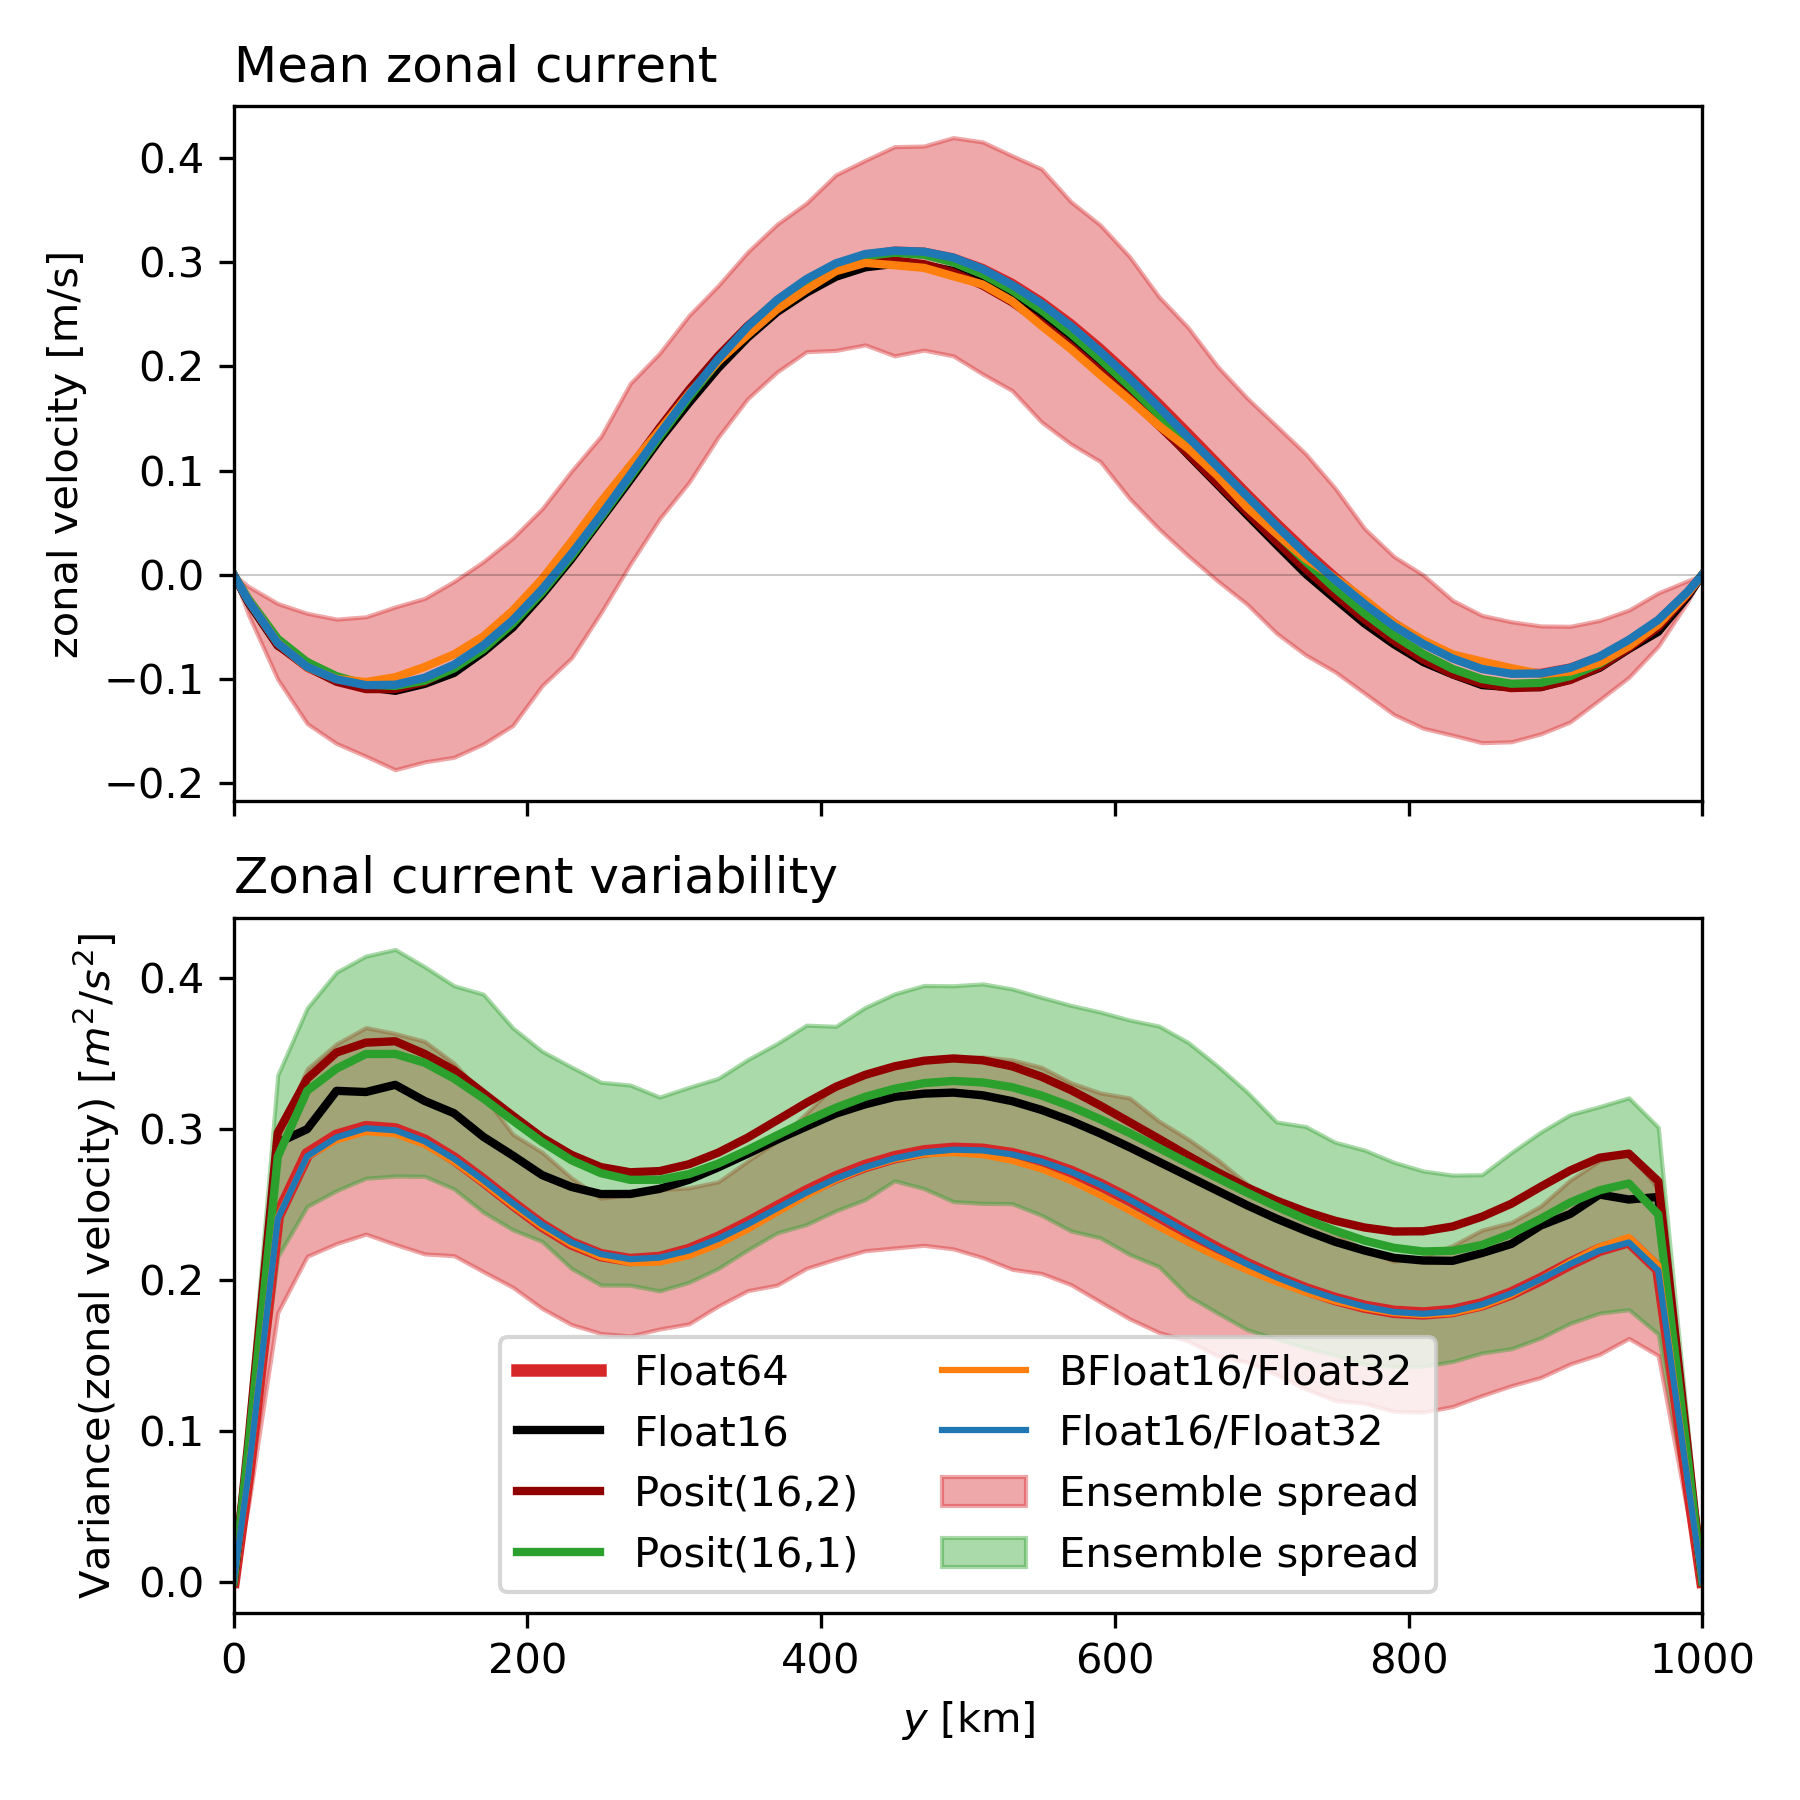 Mean zonal current
0.4
0.3
0.2
0.1
0.0
−0.1
−0.2
zonal velocity [m/s]
Zonal current variability
0.4
0.3
0.2
0.1
0.0
Variance(zonal velocity) [m²/s²]
Float64
Float16
Posit(16,2)
Posit(16,1)
BFloat16/Float32
Float16/Float32
Ensemble spread
Ensemble spread
0 200 400 600 800 1000
y [km]